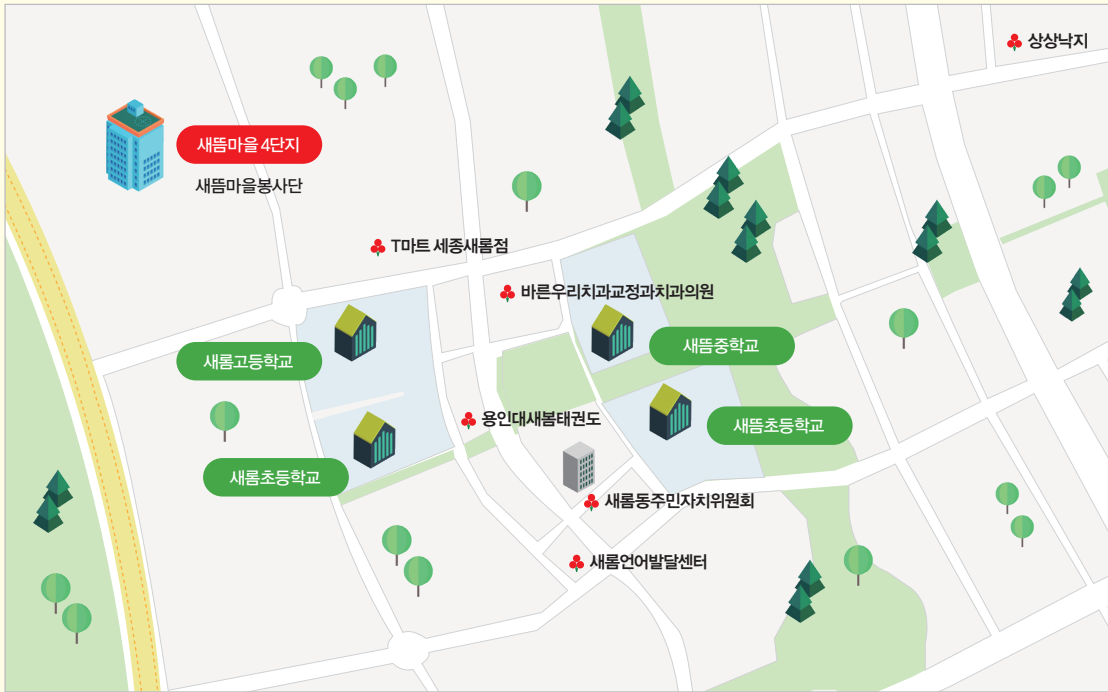 상상낙지
새뜸마을 4단지
새뜸마을봉사단
T마트 세종새롬점
바른우리치과교정과치과의원
새뜸중학교
새롬고등학교
용인대새봄태권도
새뜸초등학교
새롬초등학교
새롬동주민자치위원회
새롬언어발달센터